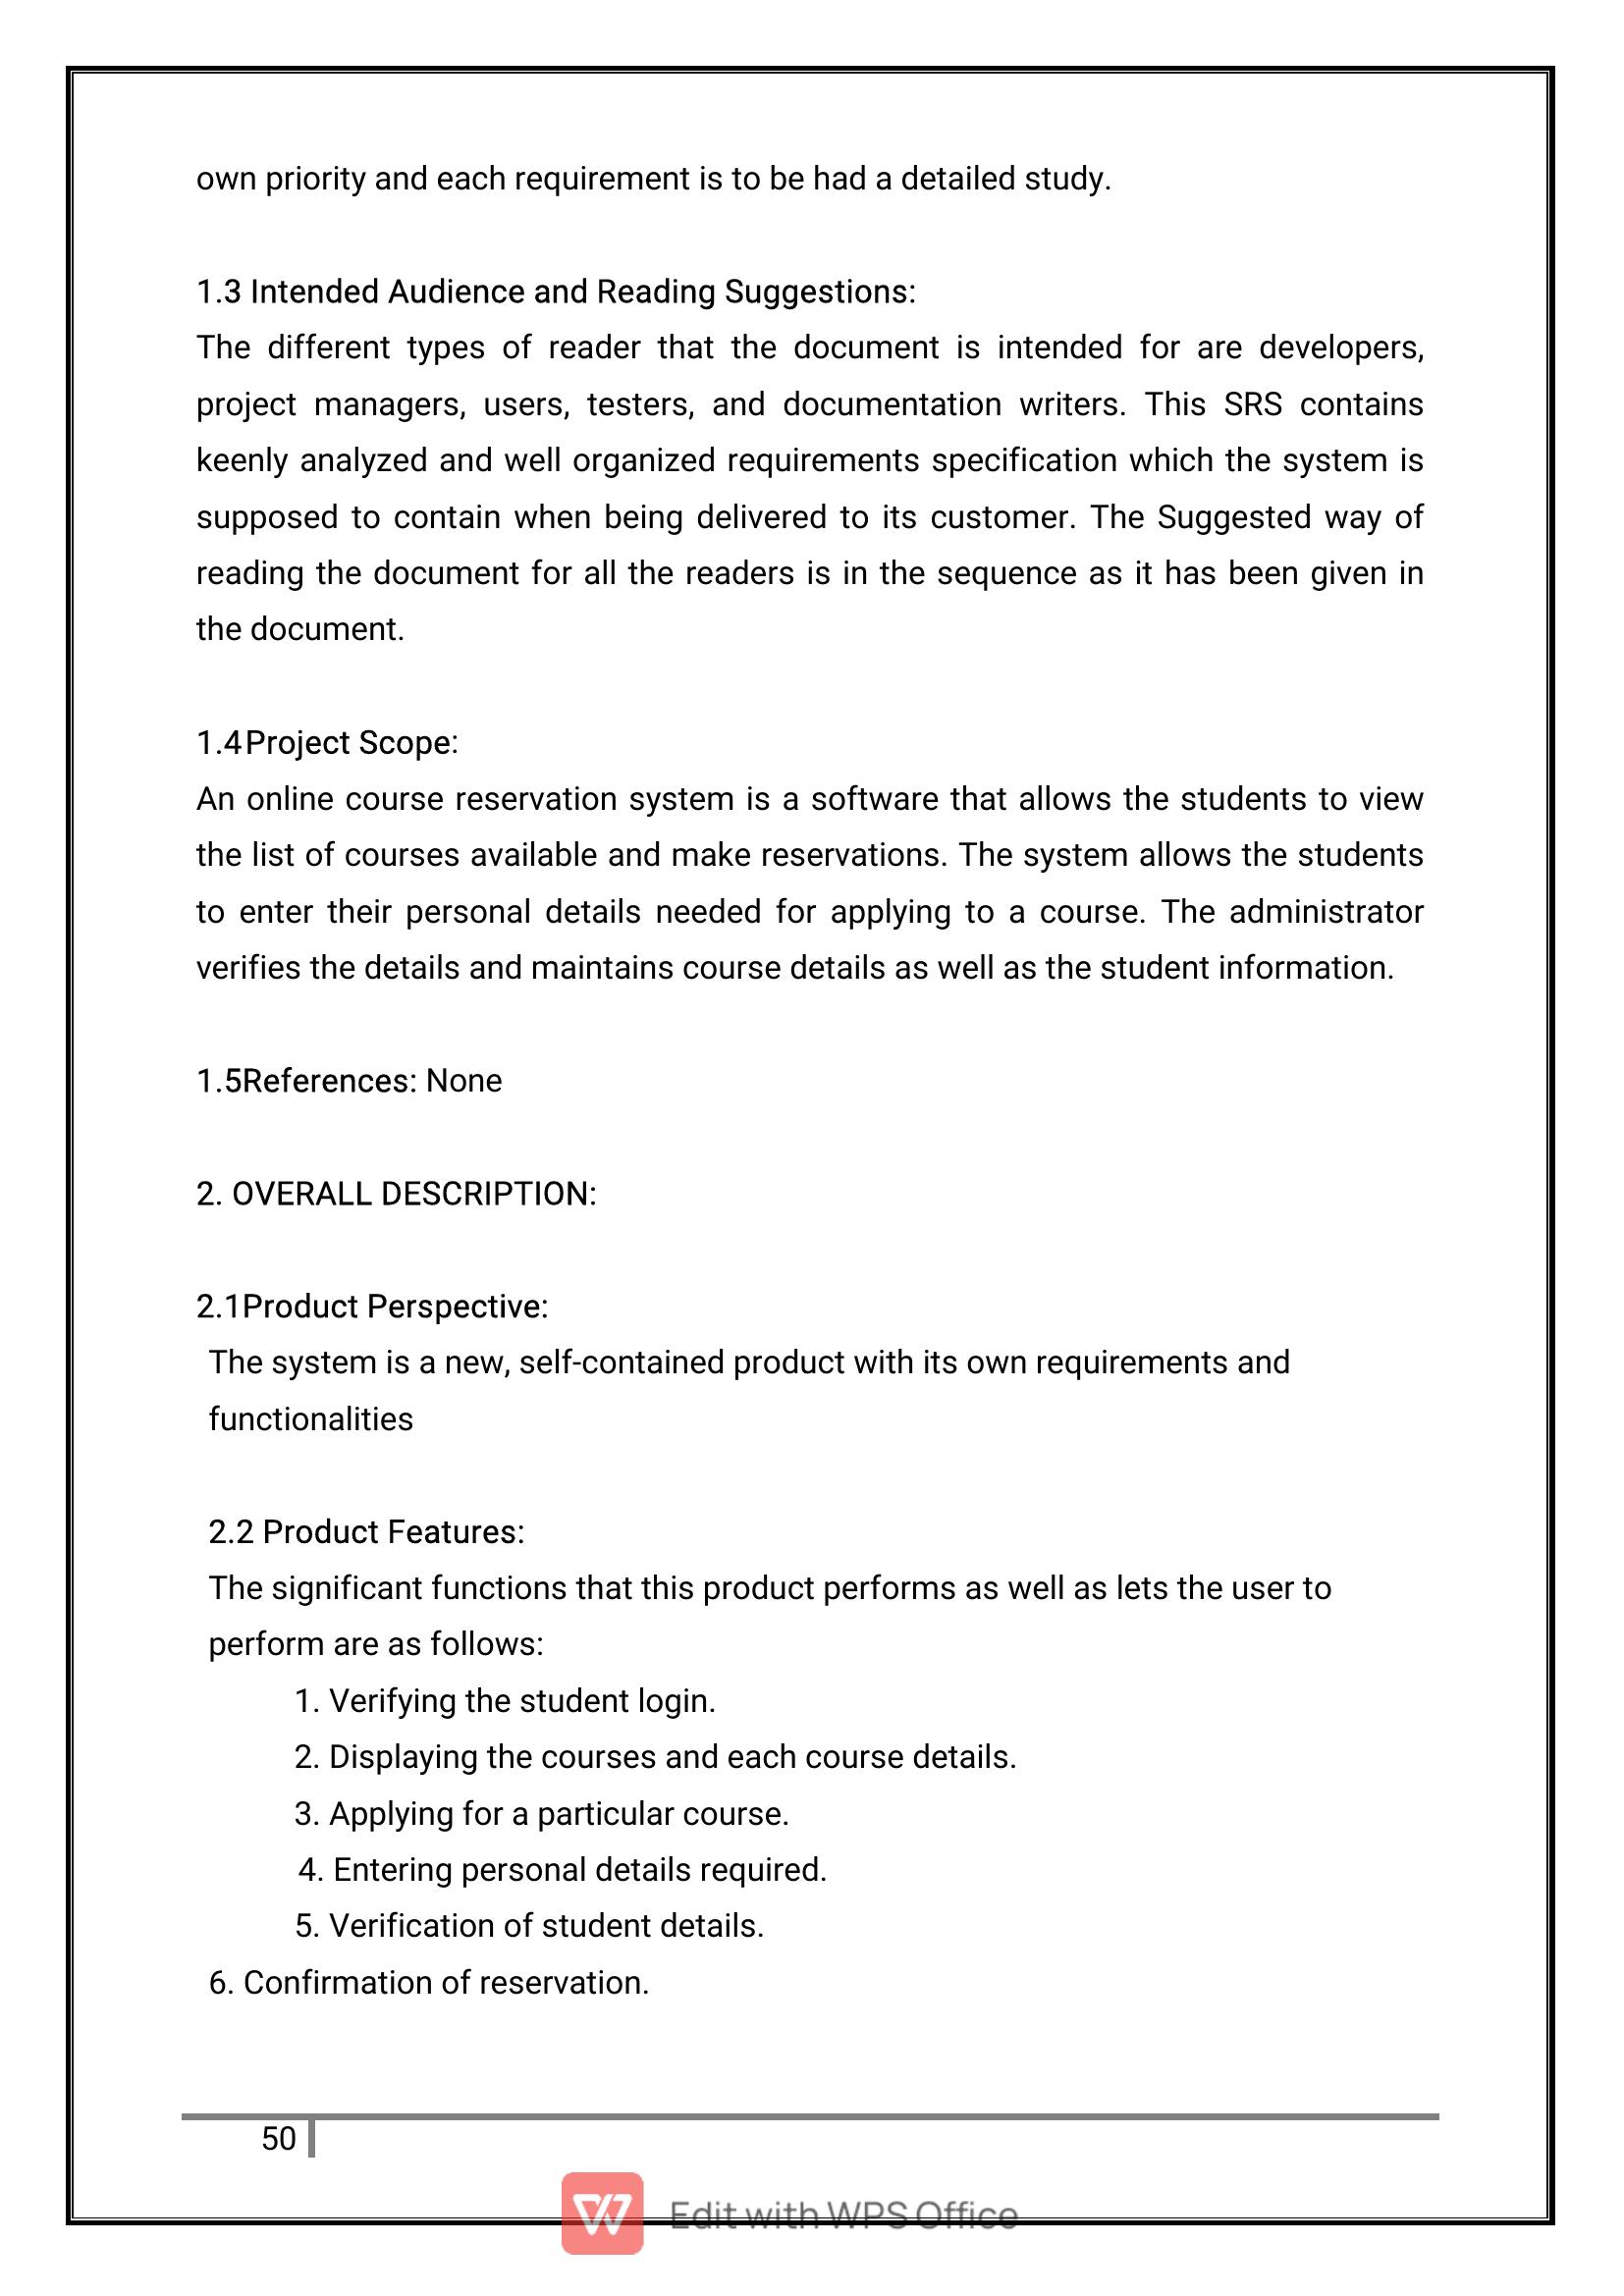 own priority and each requirement is to be had a detailed study.
1.3 Intended Audience and Reading Suggestions:
The different types of reader that the document is intended for are developers,
project managers, users, testers, and documentation writers. This SRS contains
keenly analyzed and well organized requirements specification which the system is
supposed to contain when being delivered to its customer. The Suggested way of
reading the document for all the readers is in the sequence as it has been given in
the document.
1.4Project Scope:
An online course reservation system is a software that allows the students to view
the list of courses available and make reservations. The system allows the students
to enter their personal details needed for applying to a course. The administrator
verifies the details and maintains course details as well as the student information.
1.5References: None
2. OVERALL DESCRIPTION:
2.1Product Perspective:
The system is a new, self-contained product with its own requirements and
functionalities
2.2 Product Features:
The significant functions that this product performs as well as lets the user to
perform are as follows:
1. Verifying the student login.
2. Displaying the courses and each course details.
3. Applying for a particular course.
4. Entering personal details required.
5. Verification of student details.
6. Confirmation of reservation.
50
Edit with WPS Office